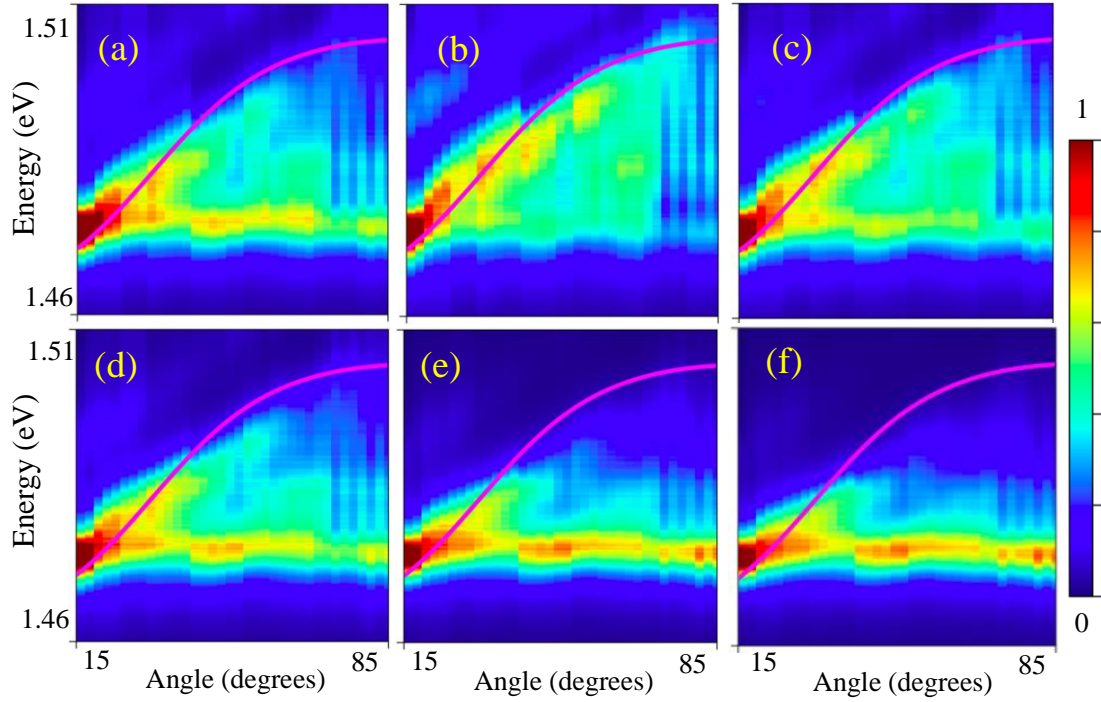 1.51
(a)
(b)
(c)
Energy (eV)
1
1.46
1.51
(d)
(e)
(f)
Energy (eV)
1.46
0
15
85
15
85
15
85
Angle (degrees)
Angle (degrees)
Angle (degrees)